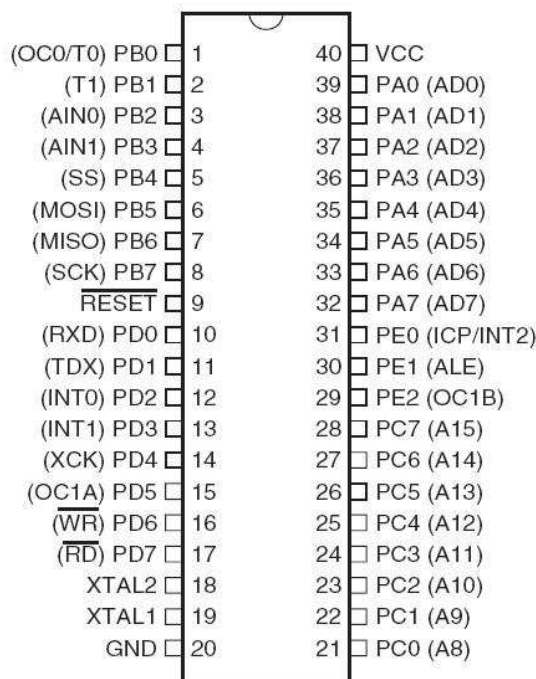 (OC0/T0) PB0 1 40 VCC
(T1) PB1 2 39 PA0 (AD0)
(AIN0) PB2 3 38 PA1 (AD1)
(AIN1) PB3 4 37 PA2 (AD2)
(SS) PB4 5 36 PA3 (AD3)
(MOSI) PB5 6 35 PA4 (AD4)
(MISO) PB6 7 34 PA5 (AD5)
(SCK) PB7 8 33 PA6 (AD6)
RESET 9 32 PA7 (AD7)
(RXD) PD0 10 31 PE0 (ICP/INT2)
(TDX) PD1 11 30 PE1 (ALE)
(INT0) PD2 12 29 PE2 (OC1B)
(INT1) PD3 13 28 PC7 (A15)
(XCK) PD4 14 27 PC6 (A14)
(OC1A) PD5 15 26 PC5 (A13)
(WR) PD6 16 25 PC4 (A12)
(RD) PD7 17 24 PC3 (A11)
XTAL2 18 23 PC2 (A10)
XTAL1 19 22 PC1 (A9)
GND 20 21 PC0 (A8)